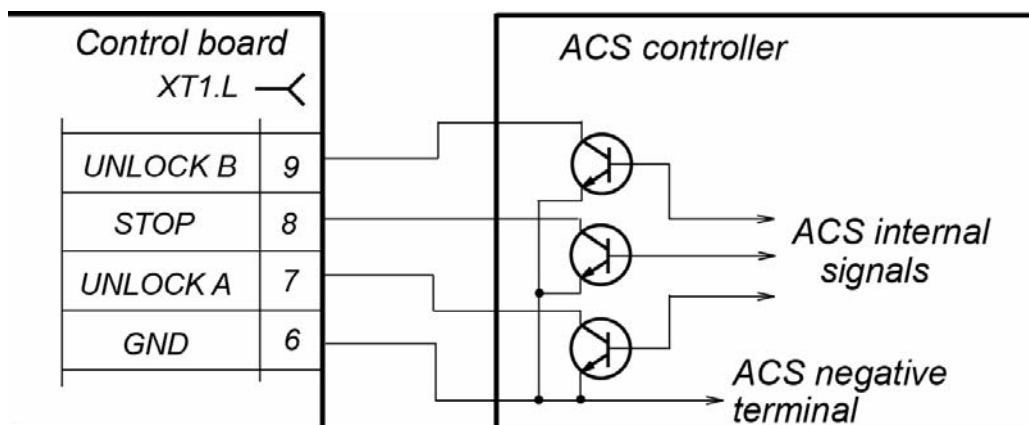 Control board
XT1.L
UNLOCK B 9
STOP 8
UNLOCK A 7
GND 6
ACS controller
ACS internal
signals
ACS negative
terminal